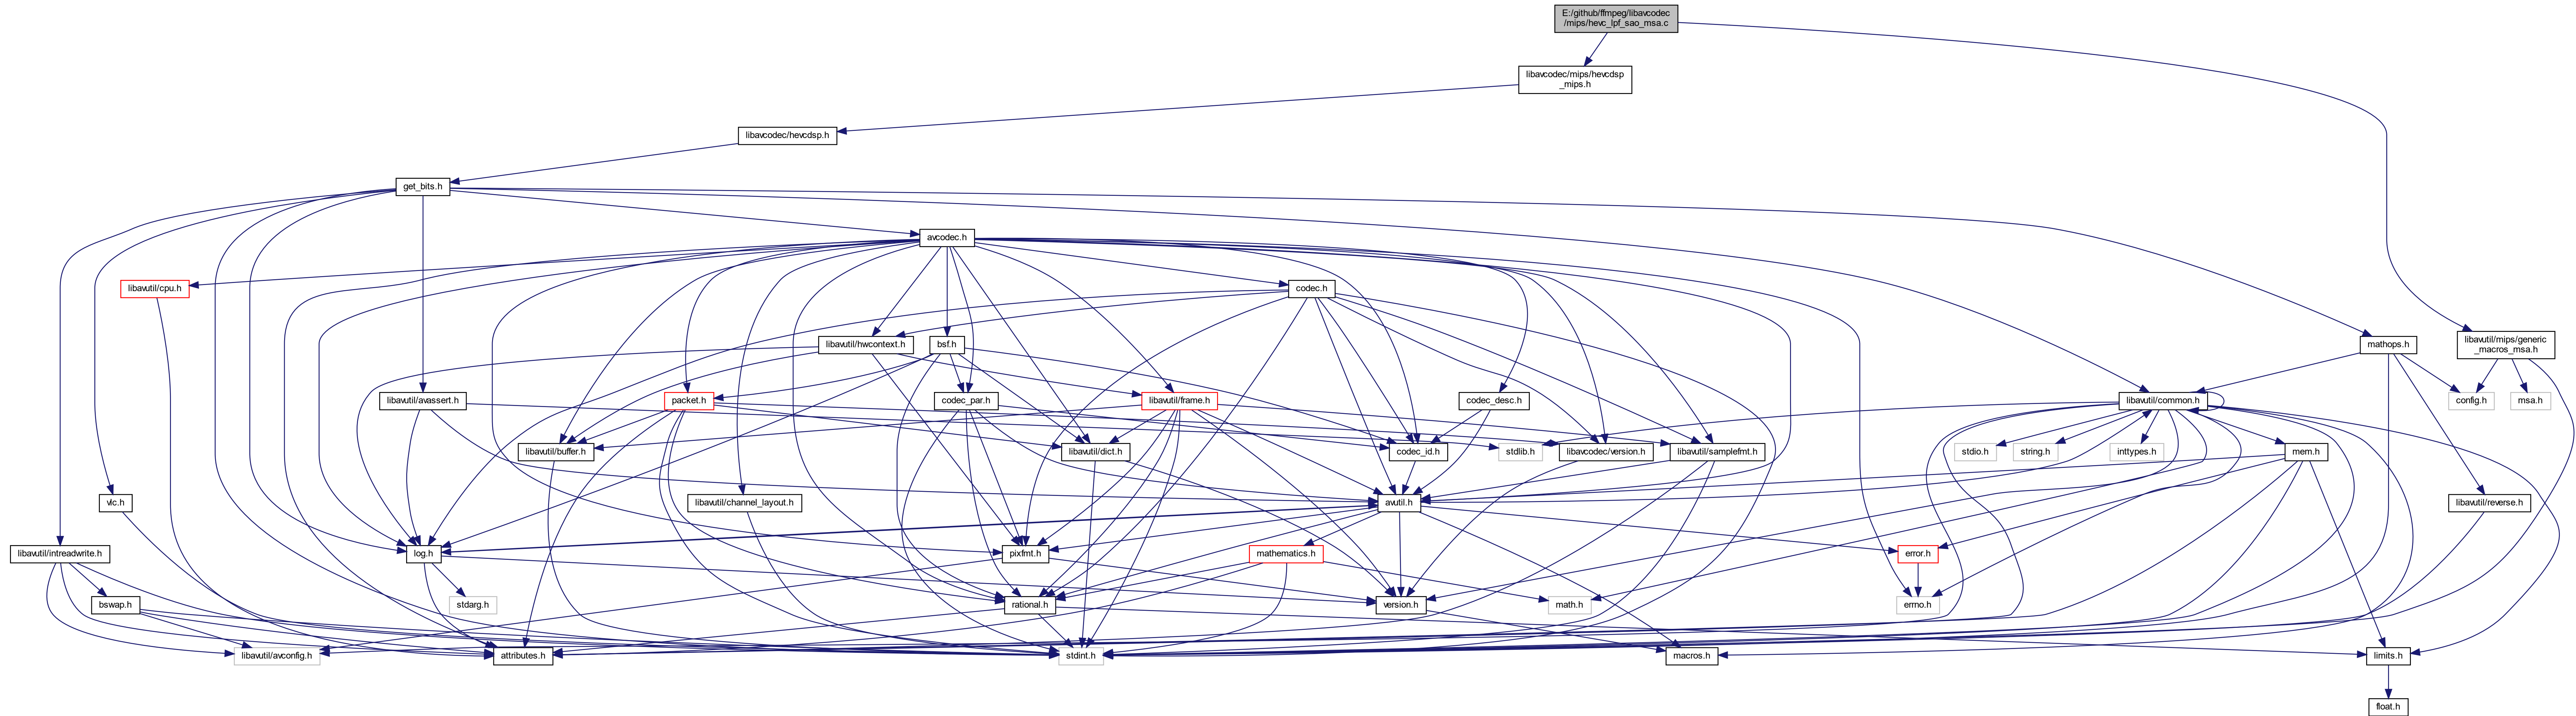 E:/github/ffmpeg/libavcodec
/mips/hevc_lpf_sao_msa.c
libavcodec/mips/hevcdsp
_mips.h
libavcodec/hevcdsp.h
get_bits.h
avcodec.h
libavutil/cpu.h
codec.h
libavutil/hwcontext.h
bsf.h
mathops.h
libavutil/mips/generic
_macros_msa.h
libavutil/avassert.h
packet.h
codec_par.h
libavutil/frame.h
codec_desc.h
libavutil/common.h
config.h
msa.h
libavutil/buffer.h
libavutil/dict.h
codec_id.h
stdlib.h
libavcodec/version.h
libavutil/samplefmt.h
stdio.h
string.h
inttypes.h
mem.h
vlc.h
libavutil/channel_layout.h
avutil.h
libavutil/reverse.h
libavutil/intreadwrite.h
log.h
pixfmt.h
mathematics.h
error.h
bswap.h
stdarg.h
rational.h
version.h
math.h
errno.h
libavutil/avconfig.h
attributes.h
stdint.h
macros.h
limits.h
float.h